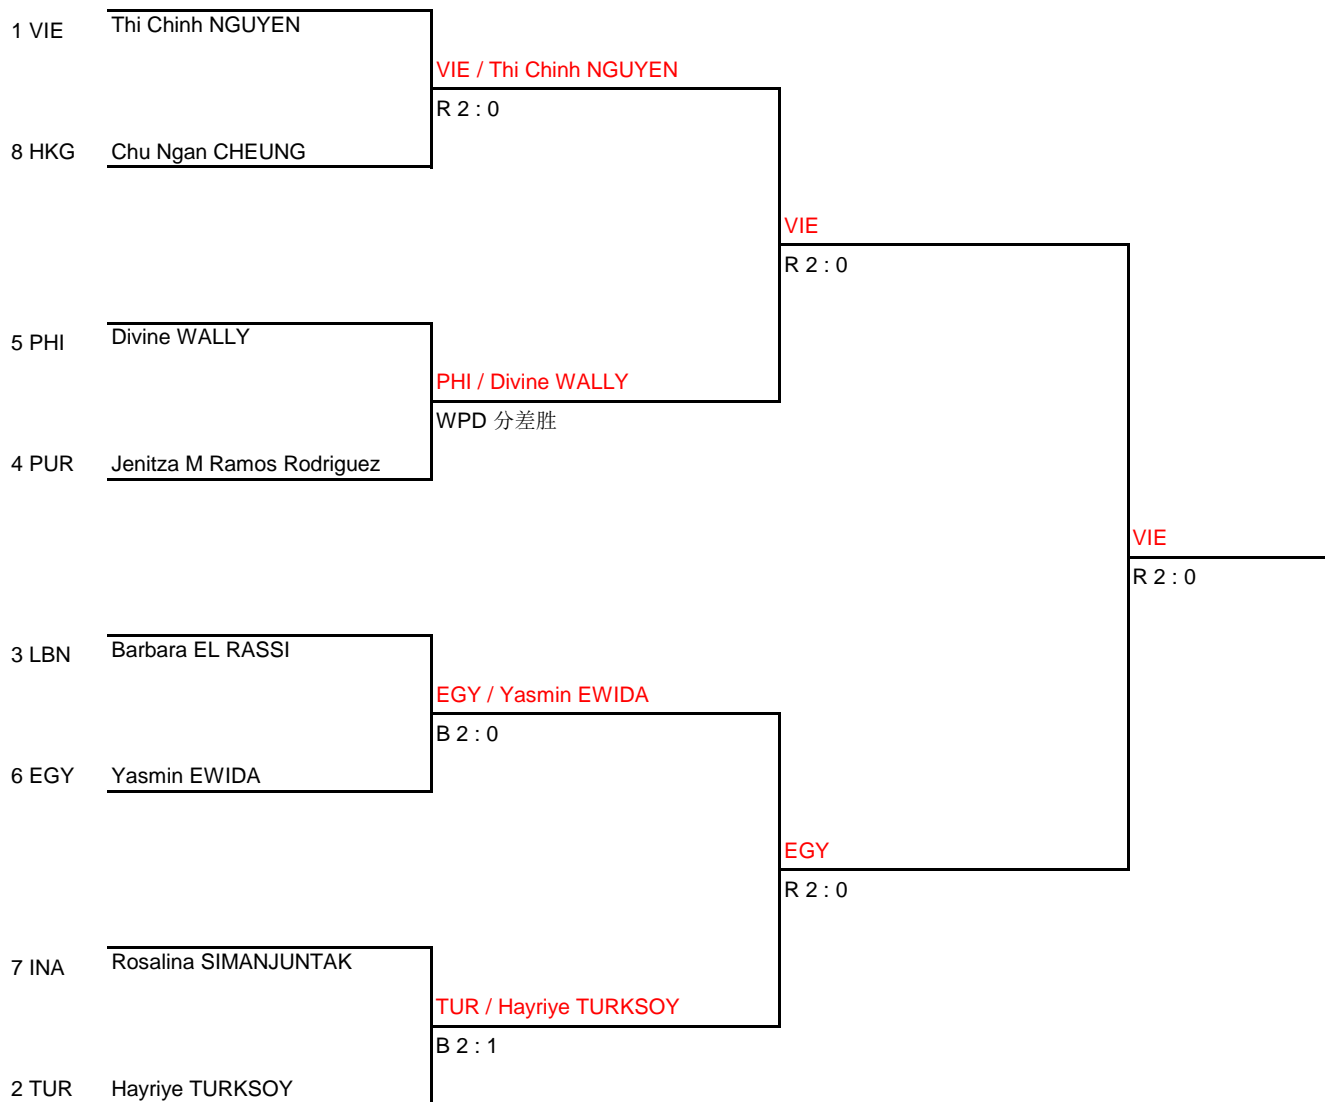 1 VIE Thi Chinh NGUYEN
VIE / Thi Chinh NGUYEN
R 2 : 0
8 HKG Chu Ngan CHEUNG
VIE
R 2 : 0
5 PHI Divine WALLY
PHI / Divine WALLY
WPD 分差胜
4 PUR Jenitza M Ramos Rodriguez
VIE
R 2 : 0
3 LBN Barbara EL RASSI
EGY / Yasmin EWIDA
B 2 : 0
6 EGY Yasmin EWIDA
EGY
R 2 : 0
7 INA Rosalina SIMANJUNTAK
TUR / Hayriye TURKSOY
B 2 : 1
2 TUR Hayriye TURKSOY